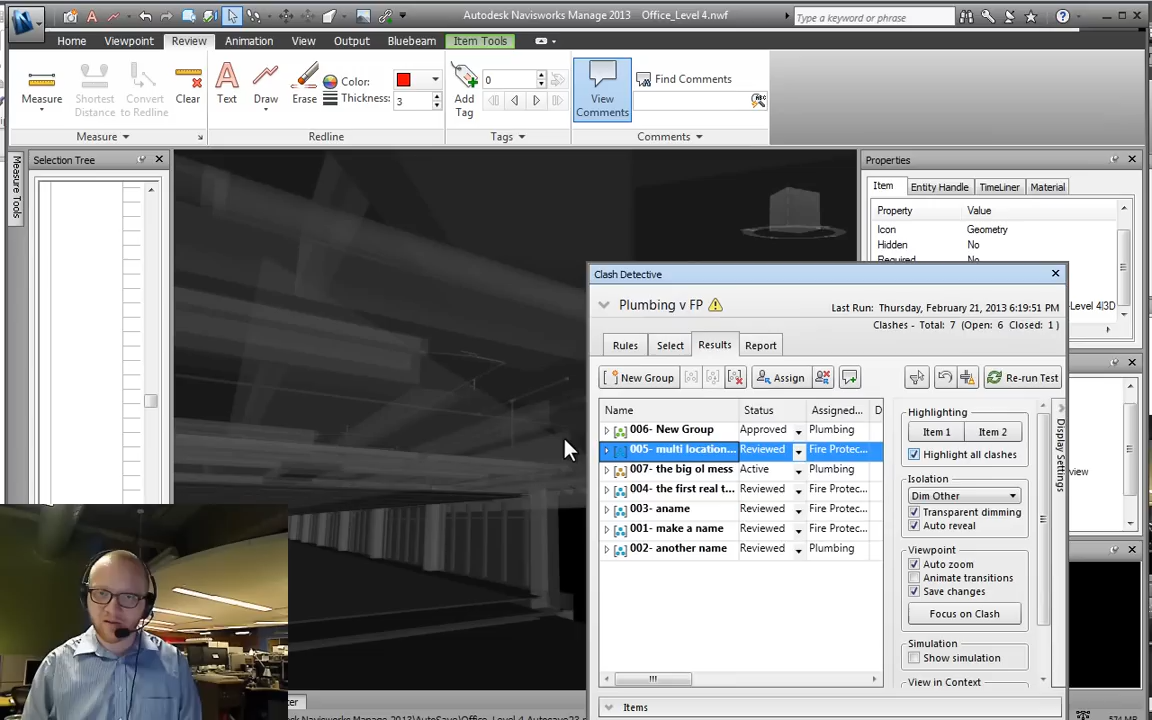 Autodesk Navisworks Manage 2013 Office_Level 4.nwf
Type a keyword or phrase
Home Viewpoint Review Animation View Output Bluebeam Item Tools
Measure
Shortest Distance
Convert to Redline
Clear
Text
Draw
Erase
Color:
Thickness: 3
Add Tag
0
View Comments
Find Comments
Measure Redline Tags Comments
Measure Tools
Selection Tree
Properties
Item Entity Handle TimeLiner Material
Property Value
Icon Geometry
Hidden No
Required No
Level 4|3D
Clash Detective
Plumbing v FP
Last Run: Thursday, February 21, 2013 6:19:51 PM
Clashes - Total: 7 (Open: 6 Closed: 1 )
Rules Select Results Report
New Group Assign Re-run Test
Name Status Assigned... D
006- New Group Approved Plumbing
005- multi location... Reviewed Fire Protec...
007- the big ol mess Active Plumbing
004- the first real t... Reviewed Fire Protec...
003- aname Reviewed Fire Protec...
001- make a name Reviewed Fire Protec...
002- another name Reviewed Plumbing
Highlighting
Item 1 Item 2
Highlight all clashes
Isolation
Dim Other
Transparent dimming
Auto reveal
Viewpoint
Auto zoom
Animate transitions
Save changes
Focus on Clash
Simulation
Show simulation
View in Context
Display Settings
Items
view
574 MB